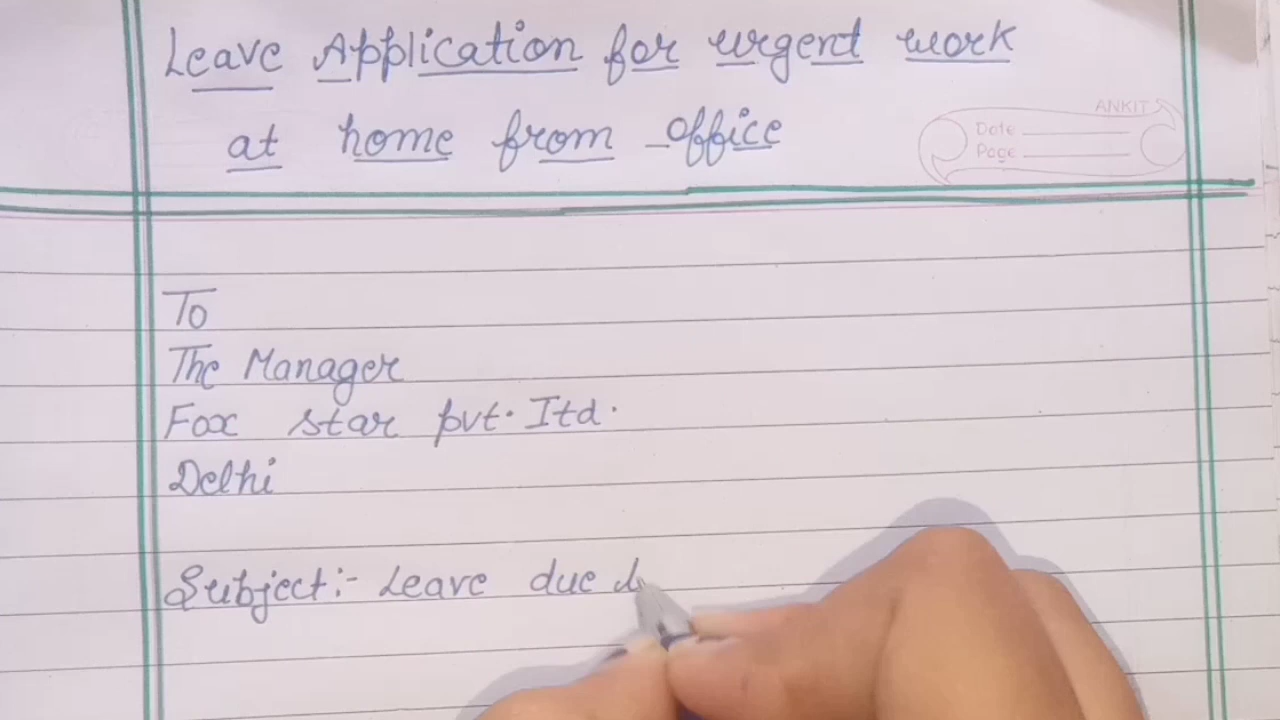 Leave Application for urgent work
at home from office
ANKIT
Date
Page
To
The Manager
Fox star pvt. Itd.
Delhi
Subject:- Leave due